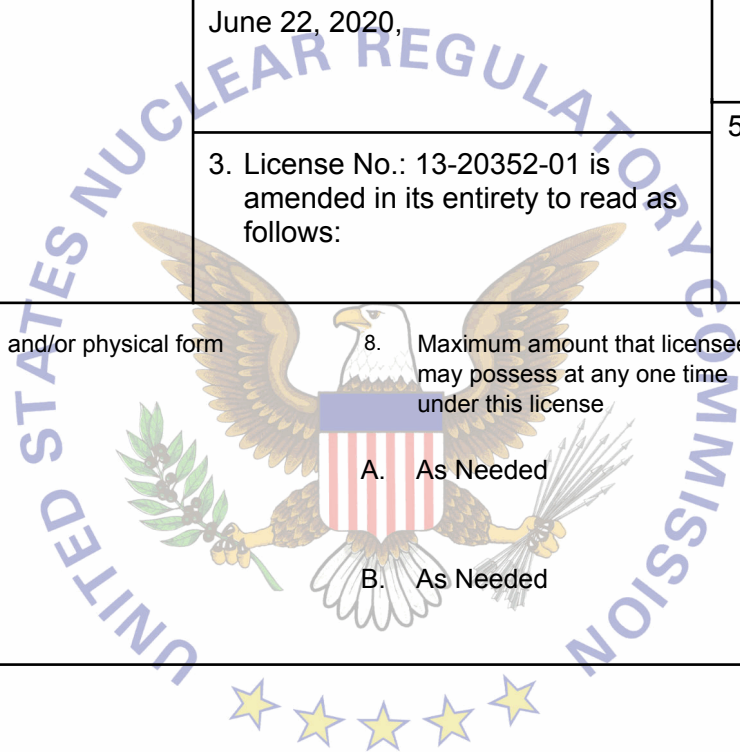 June 22, 2020,
5
3. License No.: 13-20352-01 is
amended in its entirety to read as
follows:
and/or physical form
8. Maximum amount that licensee
may possess at any one time
under this license
A. As Needed
B. As Needed
UNITED STATES NUCLEAR REGULATORY COMMISSION